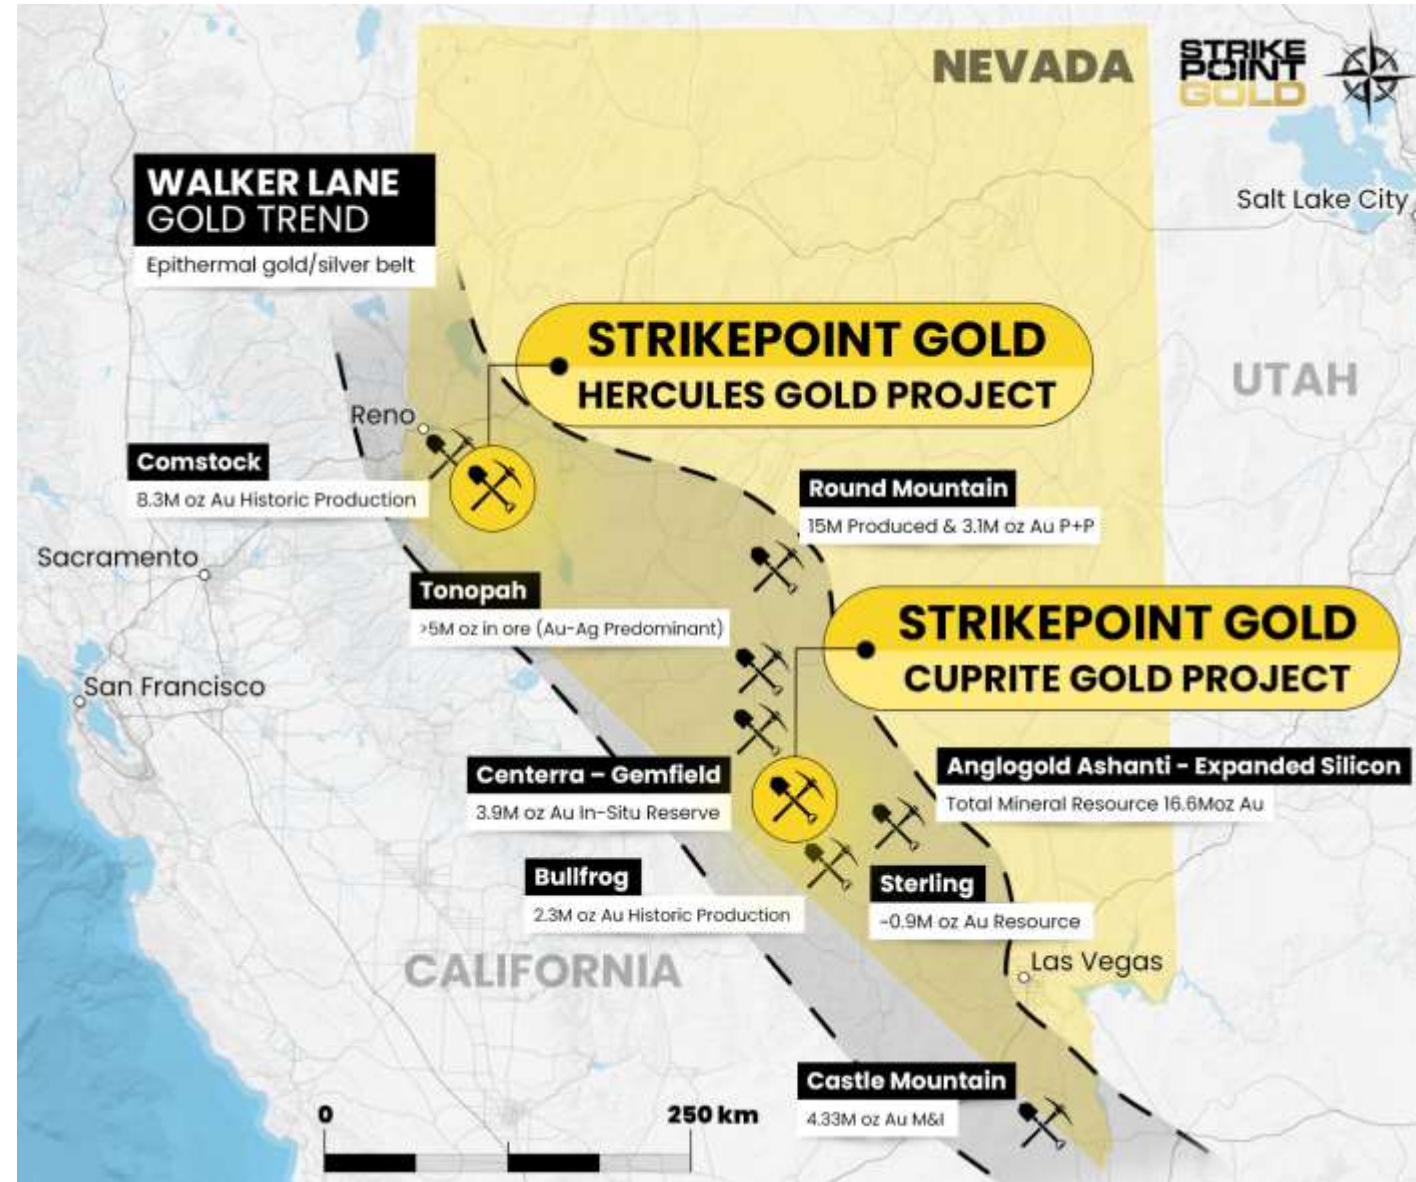 NEVADA
STRIKE
POINT
GOLD
WALKER LANE
GOLD TREND
Epithermal gold/silver belt
Salt Lake City
STRIKEPOINT GOLD
HERCULES GOLD PROJECT
UTAH
Reno
Comstock
8.3M oz Au Historic Production
Round Mountain
15M Produced & 3.1M oz Au P+P
Sacramento
Tonopah
>5M oz in ore (Au-Ag Predominant)
STRIKEPOINT GOLD
CUPRITE GOLD PROJECT
San Francisco
Centerra – Gemfield
3.9M oz Au In-Situ Reserve
Anglogold Ashanti - Expanded Silicon
Total Mineral Resource 16.6Moz Au
Bullfrog
2.3M oz Au Historic Production
Sterling
~0.9M oz Au Resource
CALIFORNIA
Las Vegas
Castle Mountain
4.33M oz Au M&I
0
250 km